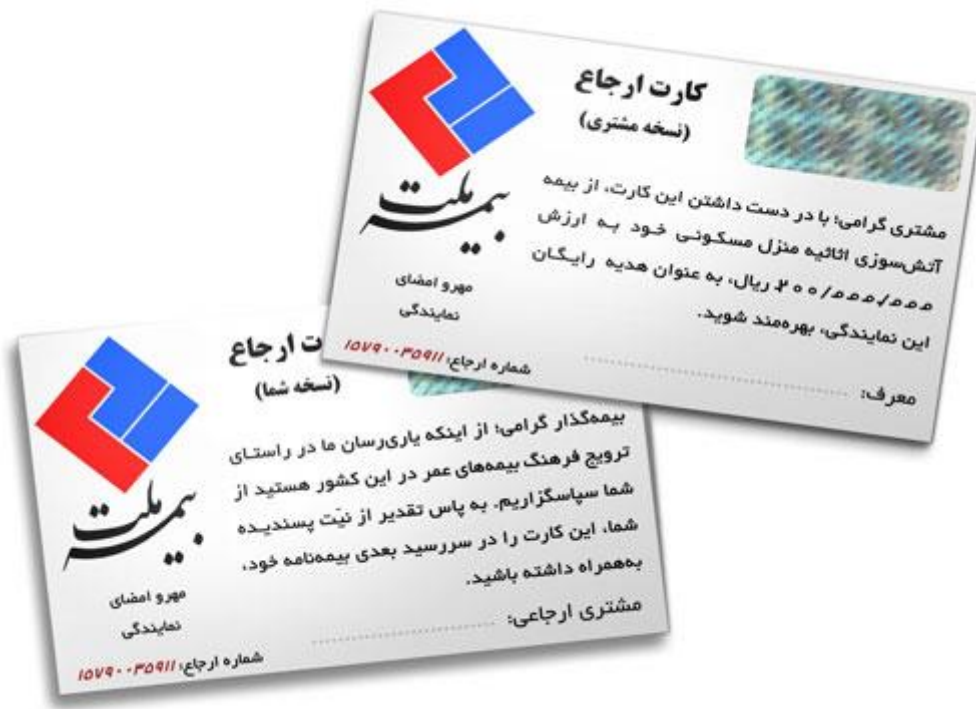 کارت ارجاع
(نسخه مشتری)
مشتری گرامی؛ با در دست داشتن این کارت، از بیمه
آتش‌سوزی اثاثیه منزل مسکونی خود به ارزش
۲۰۰/۰۰۰/۰۰۰ ریال، به عنوان هدیه رایگان
این نمایندگی، بهره‌مند شوید.
معرف:
بیمه ملت
مهر و امضای
نمایندگی
شماره ارجاع: ۱۵۷۹۰۰۳۵۹۱۱
ت ارجاع
(نسخه شما)
بیمه‌گذار گرامی؛ از اینکه یاری‌رسان ما در راستای
ترویج فرهنگ بیمه‌های عمر در این کشور هستید از
شما سپاسگزاریم. به پاس تقدیر از نیّت پسندیده
شما، این کارت را در سررسید بعدی بیمه‌نامه خود،
به‌همراه داشته باشید.
مشتری ارجاعی:
بیمه ملت
مهر و امضای
نمایندگی
شماره ارجاع: ۱۵۷۹۰۰۳۵۹۱۱